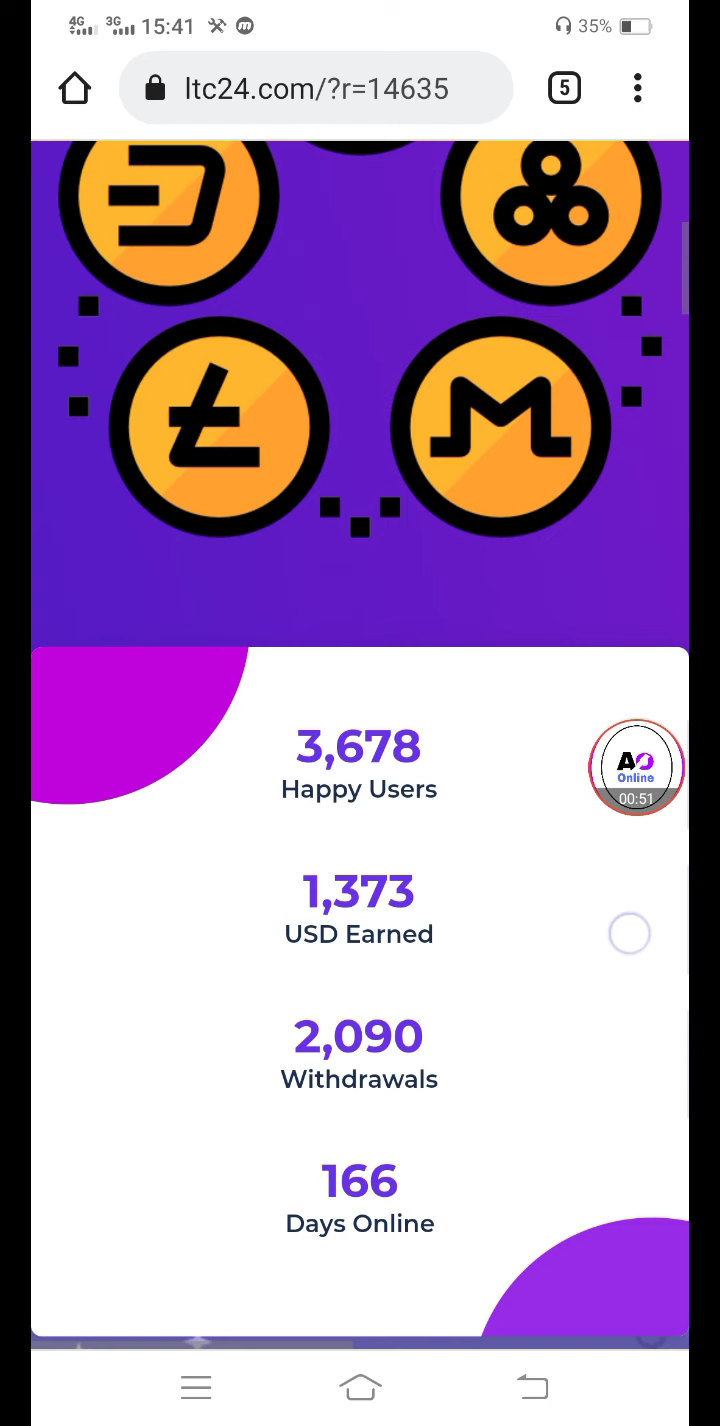 4G 3G 15:41 35%
ltc24.com/?r=14635
5
3,678
Happy Users
AO
Online
00:51
1,373
USD Earned
2,090
Withdrawals
166
Days Online